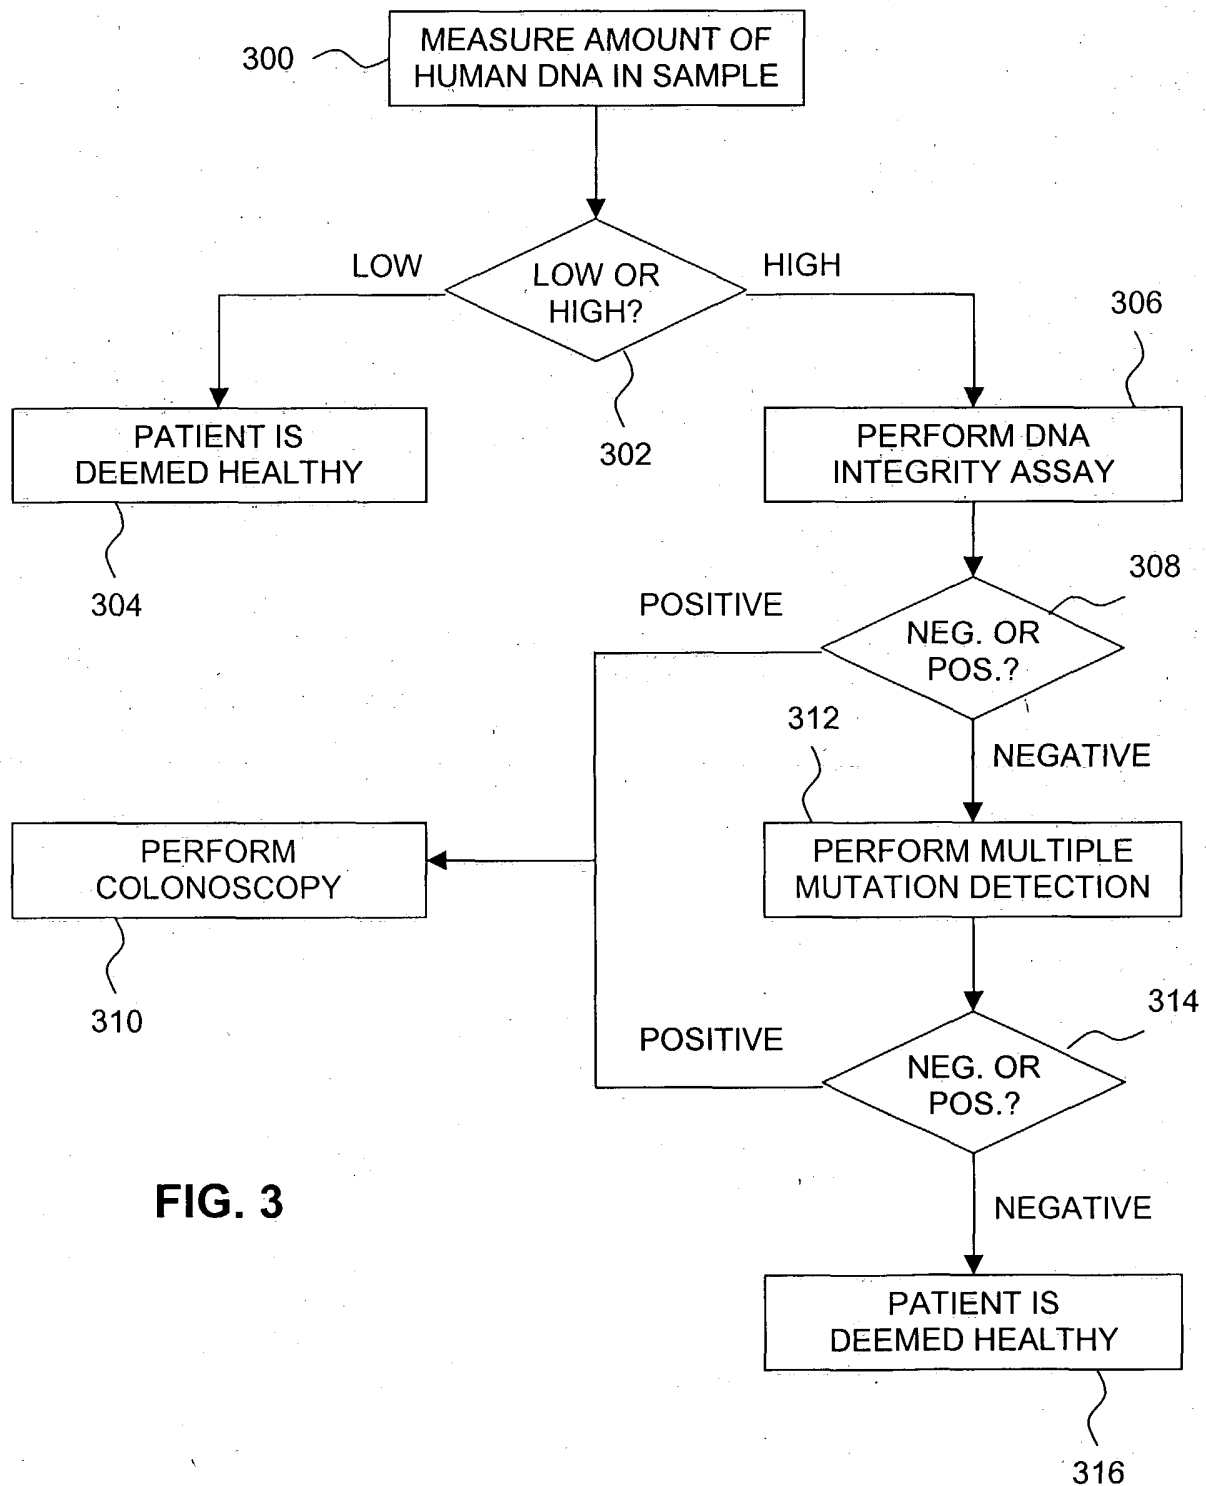 MEASURE AMOUNT OF
HUMAN DNA IN SAMPLE
300
LOW OR
HIGH?
LOW
HIGH
302
306
PATIENT IS
DEEMED HEALTHY
304
PERFORM DNA
INTEGRITY ASSAY
308
NEG. OR
POS.?
POSITIVE
NEGATIVE
312
PERFORM
COLONOSCOPY
310
PERFORM MULTIPLE
MUTATION DETECTION
314
NEG. OR
POS.?
POSITIVE
NEGATIVE
FIG. 3
PATIENT IS
DEEMED HEALTHY
316